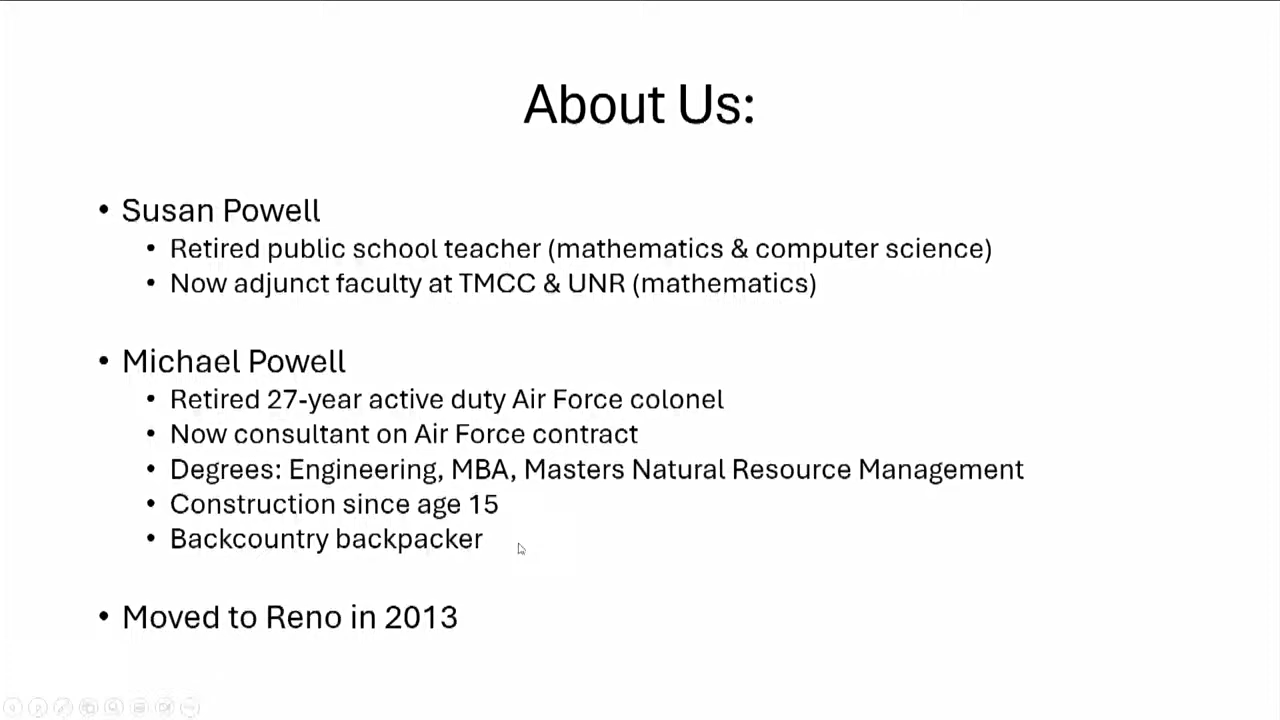 About Us:
• Susan Powell
• Retired public school teacher (mathematics & computer science)
• Now adjunct faculty at TMCC & UNR (mathematics)
• Michael Powell
• Retired 27-year active duty Air Force colonel
• Now consultant on Air Force contract
• Degrees: Engineering, MBA, Masters Natural Resource Management
• Construction since age 15
• Backcountry backpacker
• Moved to Reno in 2013